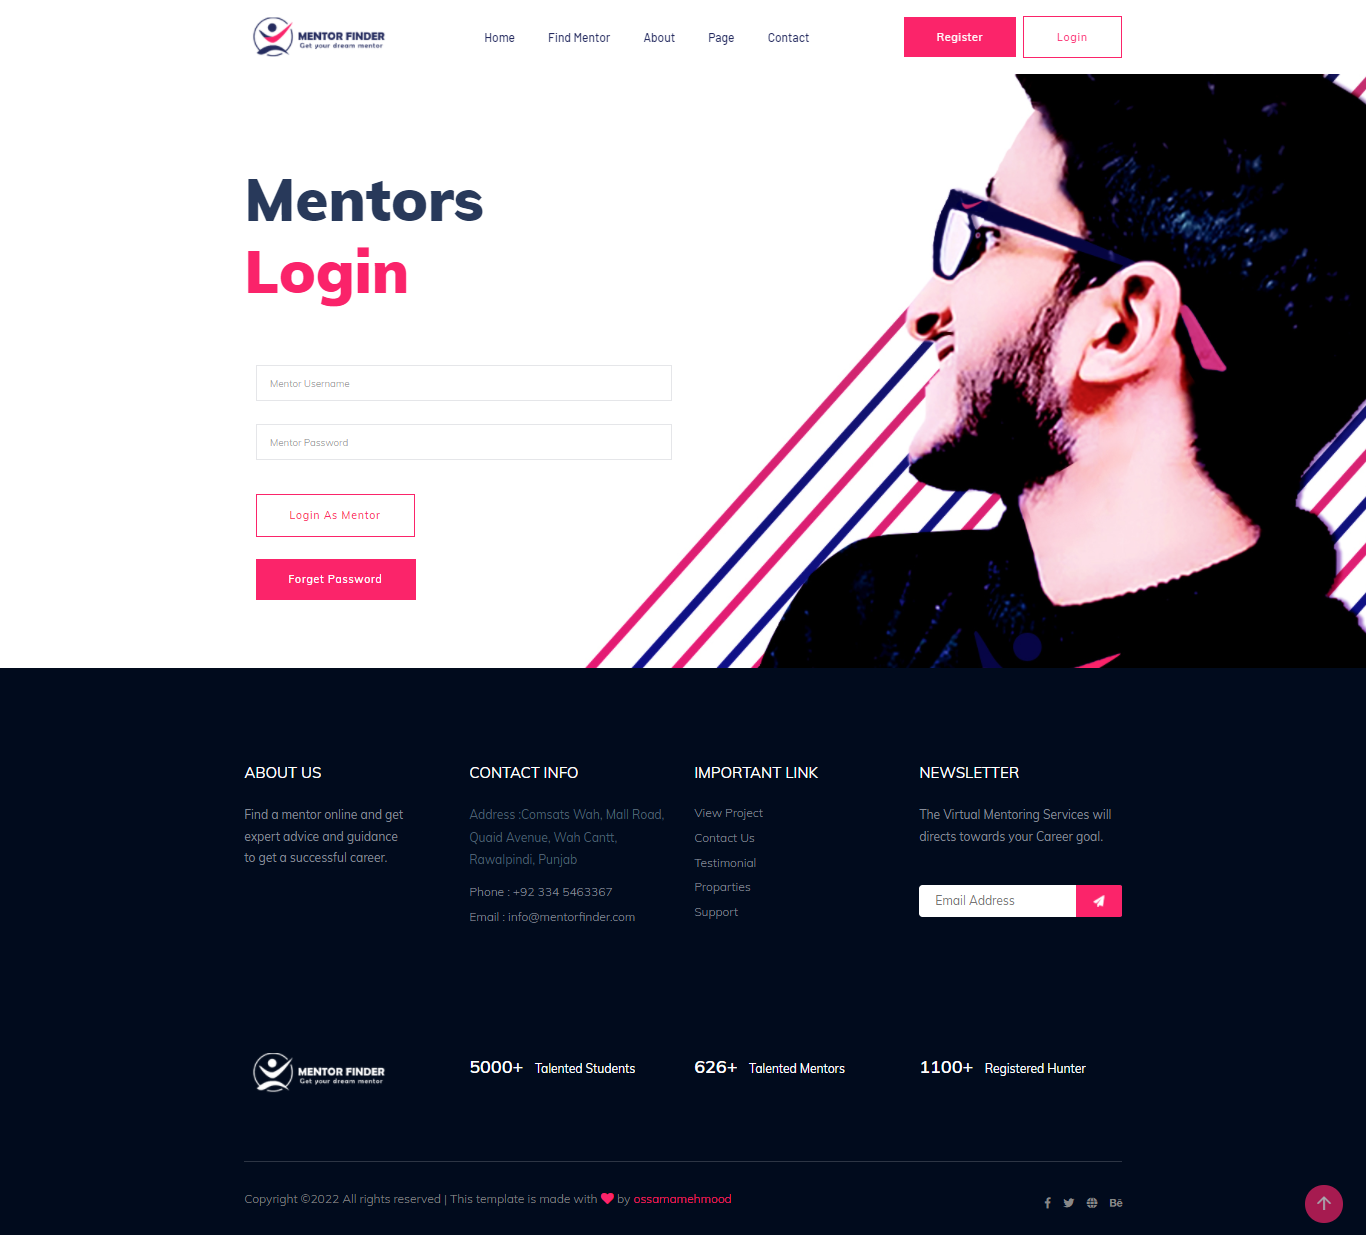 MENTOR FINDER
Get your dream mentor
Home
Find Mentor
About
Page
Contact
Register
Login
Mentors
Login
Mentor Username
Mentor Password
Login As Mentor
Forget Password
ABOUT US
Find a mentor online and get
expert advice and guidance
to get a successful career.
CONTACT INFO
Address :Comsats Wah, Mall Road,
Quaid Avenue, Wah Cantt,
Rawalpindi, Punjab
Phone : +92 334 5463367
Email : info@mentorfinder.com
IMPORTANT LINK
View Project
Contact Us
Testimonial
Proparties
Support
NEWSLETTER
The Virtual Mentoring Services will
directs towards your Career goal.
Email Address
MENTOR FINDER
Get your dream mentor
5000+ Talented Students
626+ Talented Mentors
1100+ Registered Hunter
Copyright ©2022 All rights reserved | This template is made with ♥ by ossamamehmood
Bē